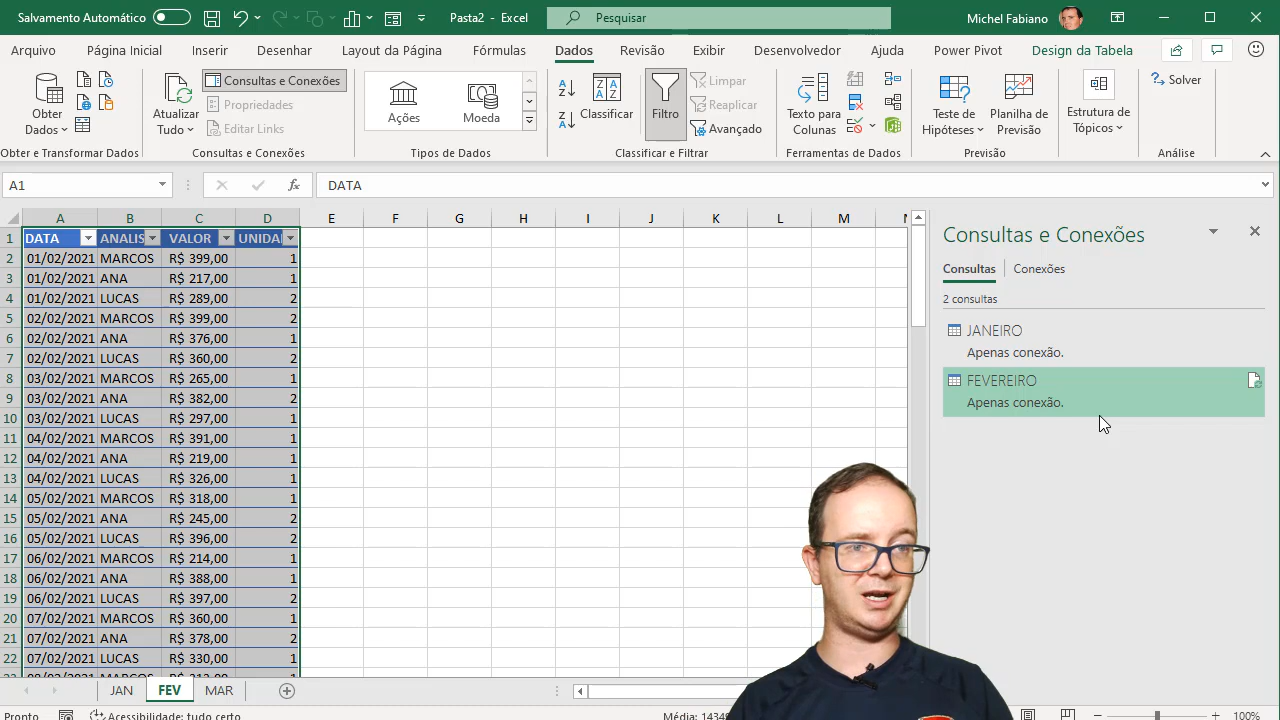 Salvamento Automático
Pasta2 - Excel
Pesquisar
Michel Fabiano
Arquivo Página Inicial Inserir Desenhar Layout da Página Fórmulas Dados Revisão Exibir Desenvolvedor Ajuda Power Pivot Design da Tabela
Obter Dados
Atualizar Tudo
Consultas e Conexões
Propriedades
Editar Links
Ações
Moeda
Classificar
Filtro
Limpar
Reaplicar
Avançado
Texto para Colunas
Teste de Hipóteses
Planilha de Previsão
Estrutura de Tópicos
Solver
Obter e Transformar Dados
Consultas e Conexões
Tipos de Dados
Classificar e Filtrar
Ferramentas de Dados
Previsão
Análise
A1
fx
DATA
A B C D E F G H I J K L M
1 DATA ANALIS VALOR UNIDA
2 01/02/2021 MARCOS R$ 399,00 1
3 01/02/2021 ANA R$ 217,00 1
4 01/02/2021 LUCAS R$ 289,00 2
5 02/02/2021 MARCOS R$ 399,00 2
6 02/02/2021 ANA R$ 376,00 1
7 02/02/2021 LUCAS R$ 360,00 2
8 03/02/2021 MARCOS R$ 265,00 1
9 03/02/2021 ANA R$ 382,00 2
10 03/02/2021 LUCAS R$ 297,00 1
11 04/02/2021 MARCOS R$ 391,00 1
12 04/02/2021 ANA R$ 219,00 1
13 04/02/2021 LUCAS R$ 326,00 1
14 05/02/2021 MARCOS R$ 318,00 1
15 05/02/2021 ANA R$ 245,00 2
16 05/02/2021 LUCAS R$ 339,00 2
17 06/02/2021 MARCOS R$ 214,00 1
18 06/02/2021 ANA R$ 388,00 1
19 06/02/2021 LUCAS R$ 397,00 2
20 07/02/2021 MARCOS R$ 360,00 1
21 07/02/2021 ANA R$ 378,00 2
22 07/02/2021 LUCAS R$ 330,00 1
Consultas e Conexões
Consultas Conexões
2 consultas
JANEIRO
Apenas conexão.
FEVEREIRO
Apenas conexão.
JAN FEV MAR
Pronto
Acessibilidade: tudo certo
100%